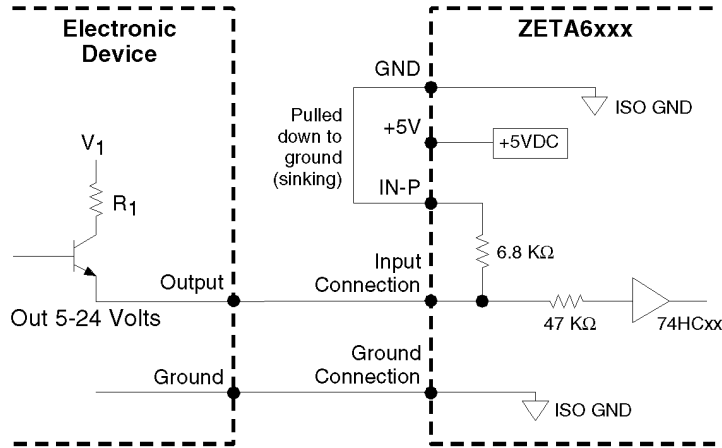 Electronic
Device
ZETA6xxx
GND
ISO GND
Pulled
down to
ground
(sinking)
+5V
+5VDC
V1
IN-P
R1
6.8 KΩ
Output
Input
Connection
Out 5-24 Volts
47 KΩ
74HCxx
Ground
Ground
Connection
ISO GND